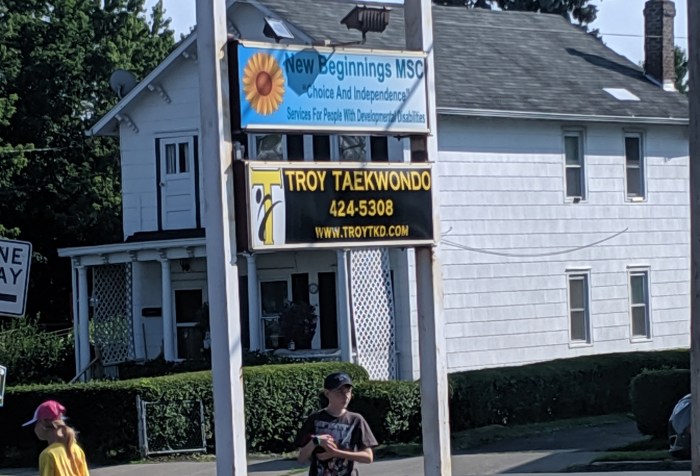 New Beginnings MSC
"Choice And Independence"
Services For People With Developmental Disabilities
TROY TAEKWONDO
424-5308
WWW.TROYTKD.COM
NE
AY